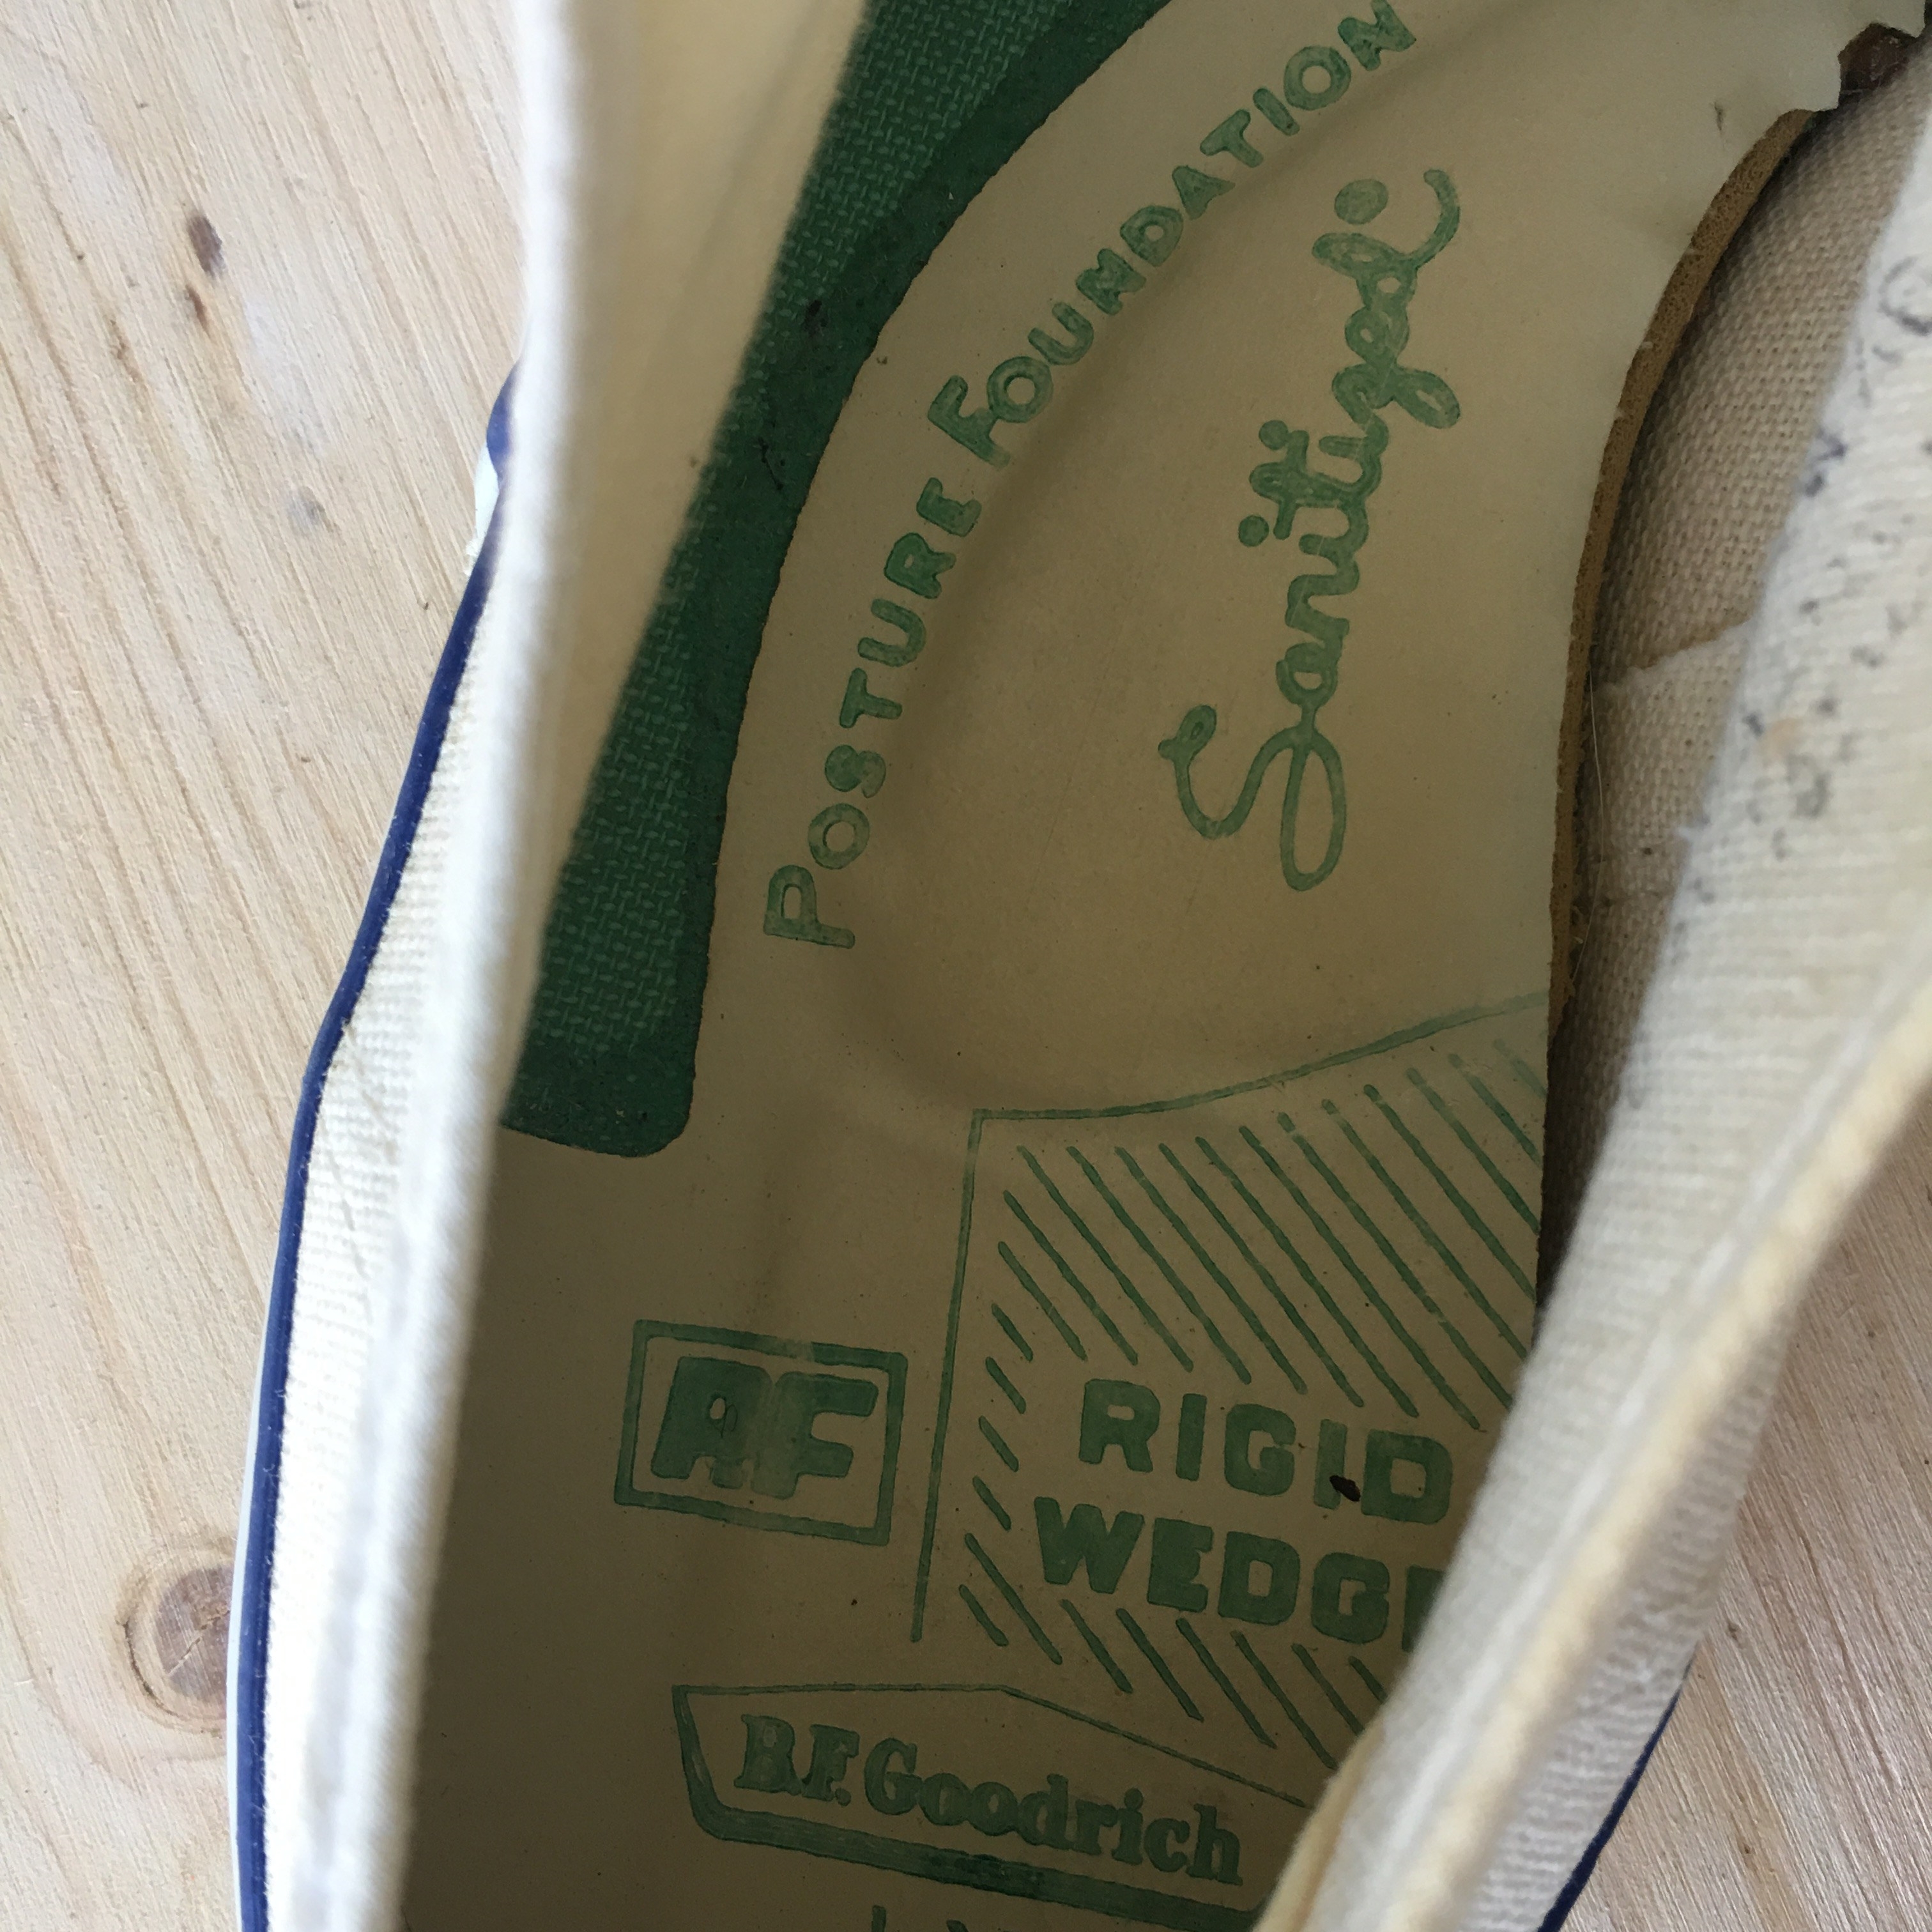 POSTURE FOUNDATION
Sanitized
PF
RIGID
WEDGE
B.F. Goodrich